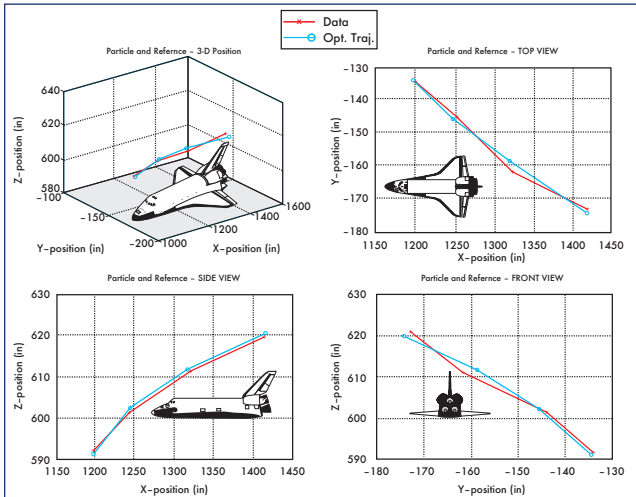 Data
Opt. Traj.
Particle and Refernce – 3-D Position
640
620
600
580
Z-position (in)
-100
-150
-200
Y-position (in)
1000
1200
1400
1600
X-position (in)
Particle and Refernce – TOP VIEW
-130
-140
-150
-160
-170
-180
Y-position (in)
1150 1200 1250 1300 1350 1400 1450
X-position (in)
Particle and Refernce – SIDE VIEW
630
620
610
600
590
Z-position (in)
1150 1200 1250 1300 1350 1400 1450
X-position (in)
Particle and Refernce – FRONT VIEW
630
620
610
600
590
Z-position (in)
-180 -170 -160 -150 -140 -130
Y-position (in)